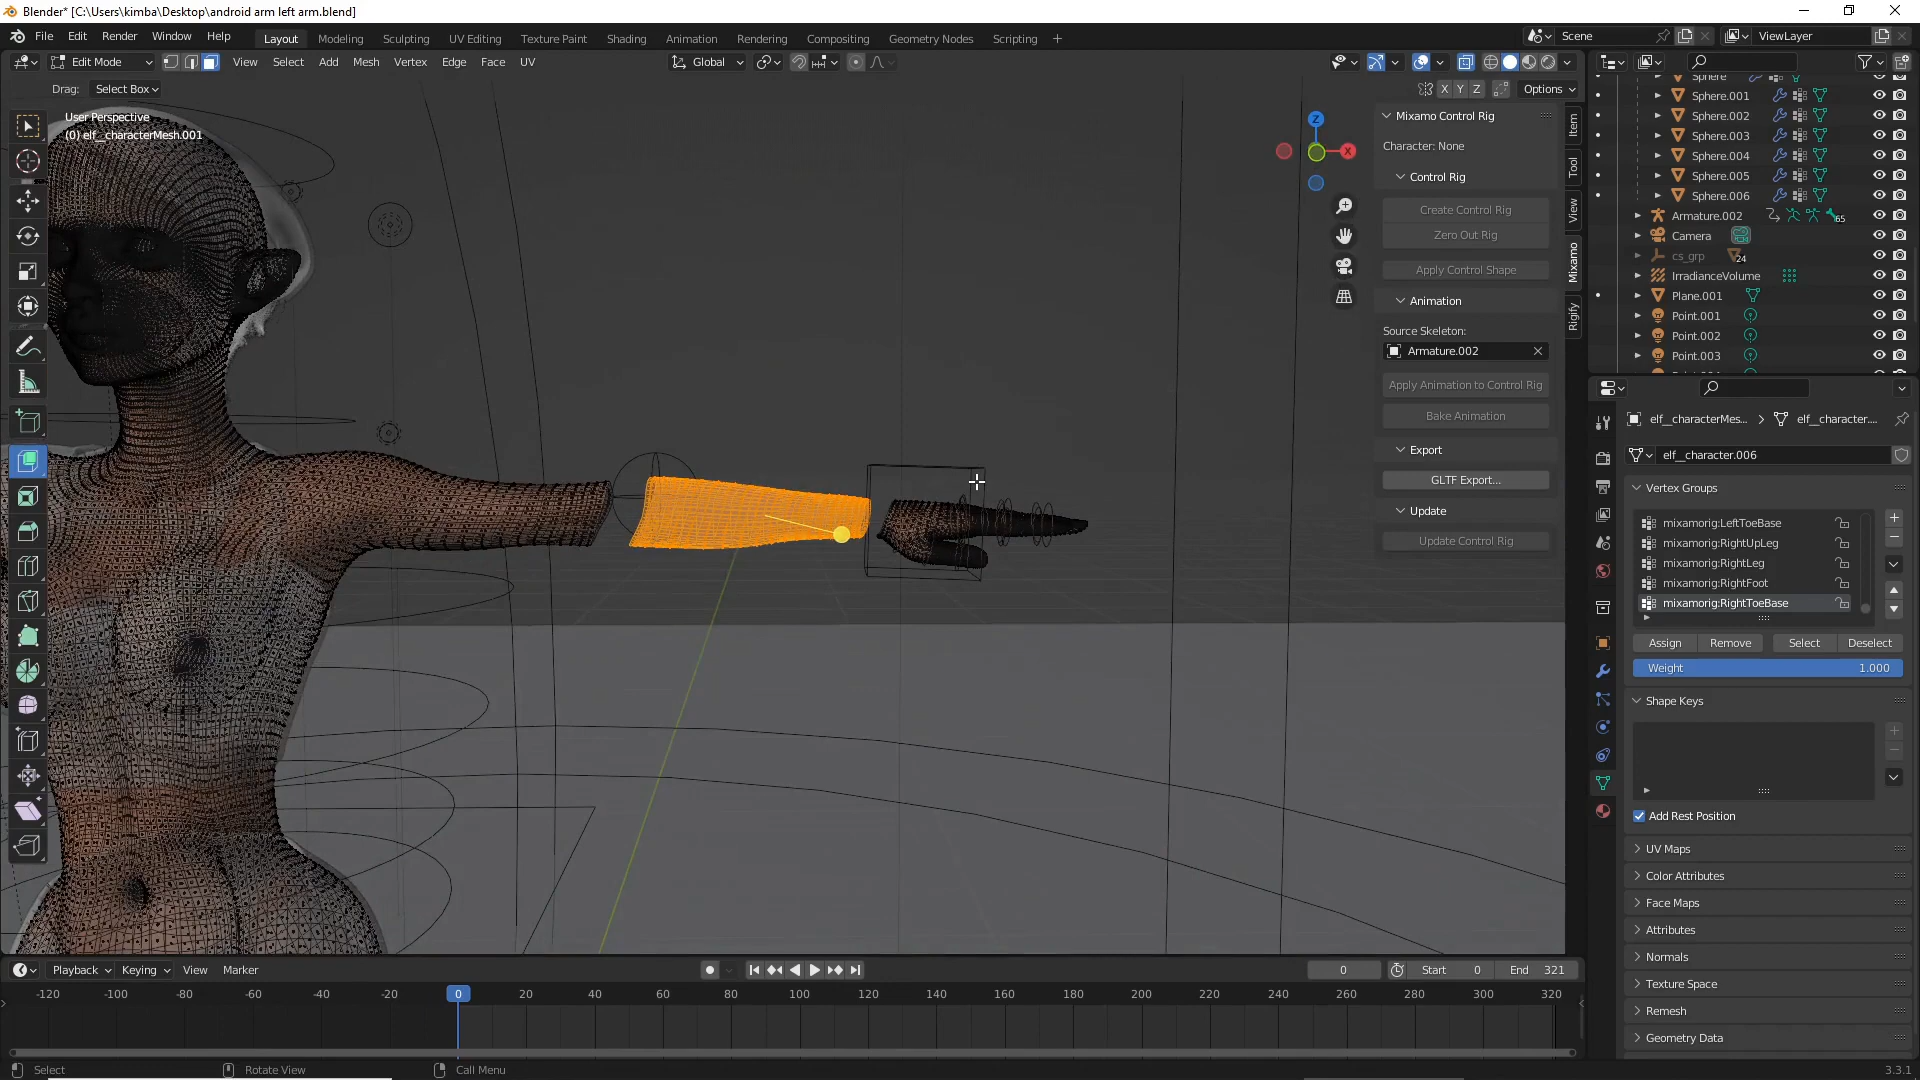 Blender* [C:\Users\kimba\Desktop\android arm left arm.blend]
File Edit Render Window Help
Layout Modeling Sculpting UV Editing Texture Paint Shading Animation Rendering Compositing Geometry Nodes Scripting +
Scene
ViewLayer
Edit Mode View Select Add Mesh Vertex Edge Face UV
Global
Drag: Select Box
X Y Z Options
User Perspective
(0) elf_characterMesh.001
Z
X
Mixamo Control Rig
Character: None
Control Rig
Create Control Rig
Zero Out Rig
Apply Control Shape
Animation
Source Skeleton:
Armature.002
Apply Animation to Control Rig
Bake Animation
Export
GLTF Export...
Update
Update Control Rig
Item
Tool
View
Mixamo
Rigify
Sphere
Sphere.001
Sphere.002
Sphere.003
Sphere.004
Sphere.005
Sphere.006
Armature.002 65
Camera
cs_grp 24
IrradianceVolume
Plane.001
Point.001
Point.002
Point.003
elf__characterMes... elf__character....
elf__character.006
Vertex Groups
mixamorig:LeftToeBase
mixamorig:RightUpLeg
mixamorig:RightLeg
mixamorig:RightFoot
mixamorig:RightToeBase
Assign Remove Select Deselect
Weight 1.000
Shape Keys
Add Rest Position
UV Maps
Color Attributes
Face Maps
Attributes
Normals
Texture Space
Remesh
Geometry Data
Playback Keying View Marker
0 Start 0 End 321
-120 -100 -80 -60 -40 -20 0 20 40 60 80 100 120 140 160 180 200 220 240 260 280 300 320
Select Rotate View Call Menu
3.3.1